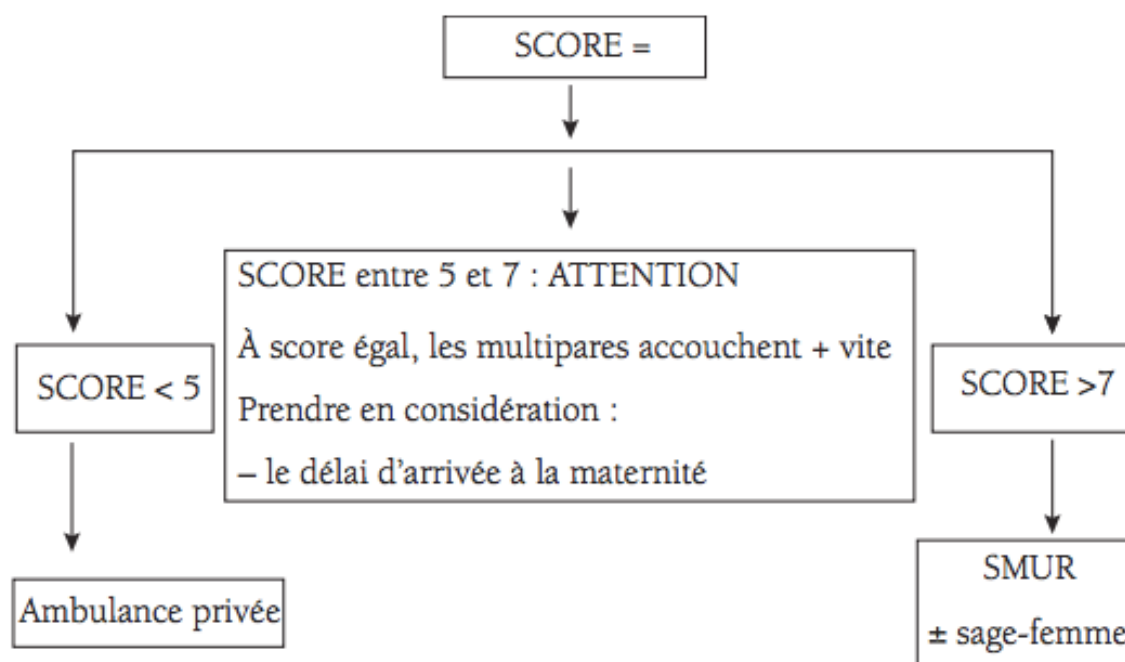 SCORE =
SCORE entre 5 et 7 : ATTENTION
À score égal, les multipares accouchent + vite
Prendre en considération :
– le délai d'arrivée à la maternité
SCORE < 5
SCORE >7
Ambulance privée
SMUR
± sage-femme